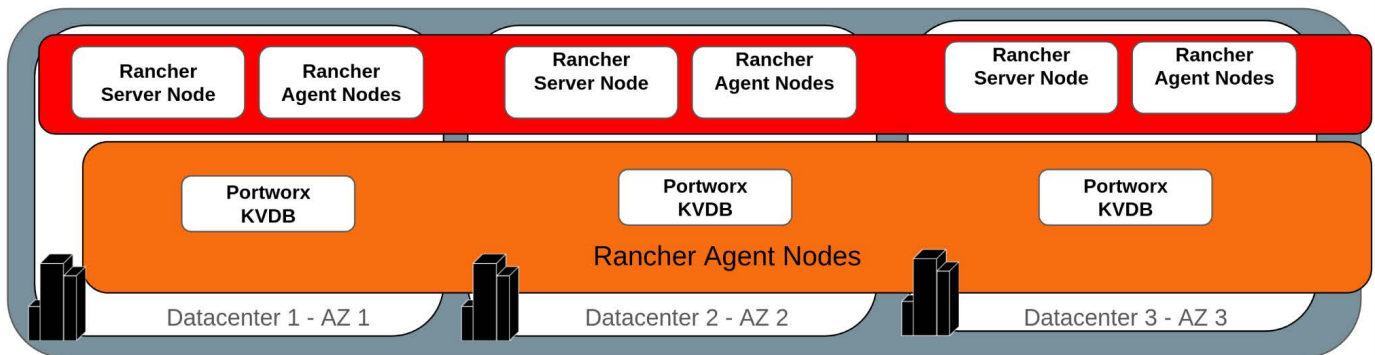 Rancher
Server Node
Rancher
Agent Nodes
Rancher
Server Node
Rancher
Agent Nodes
Rancher
Server Node
Rancher
Agent Nodes
Portworx
KVDB
Portworx
KVDB
Portworx
KVDB
Rancher Agent Nodes
Datacenter 1 - AZ 1
Datacenter 2 - AZ 2
Datacenter 3 - AZ 3